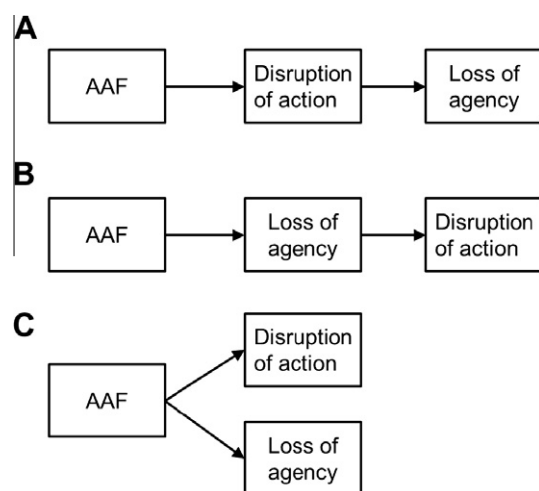 A
AAF
Disruption
of action
Loss of
agency
B
AAF
Loss of
agency
Disruption
of action
C
AAF
Disruption
of action
Loss of
agency